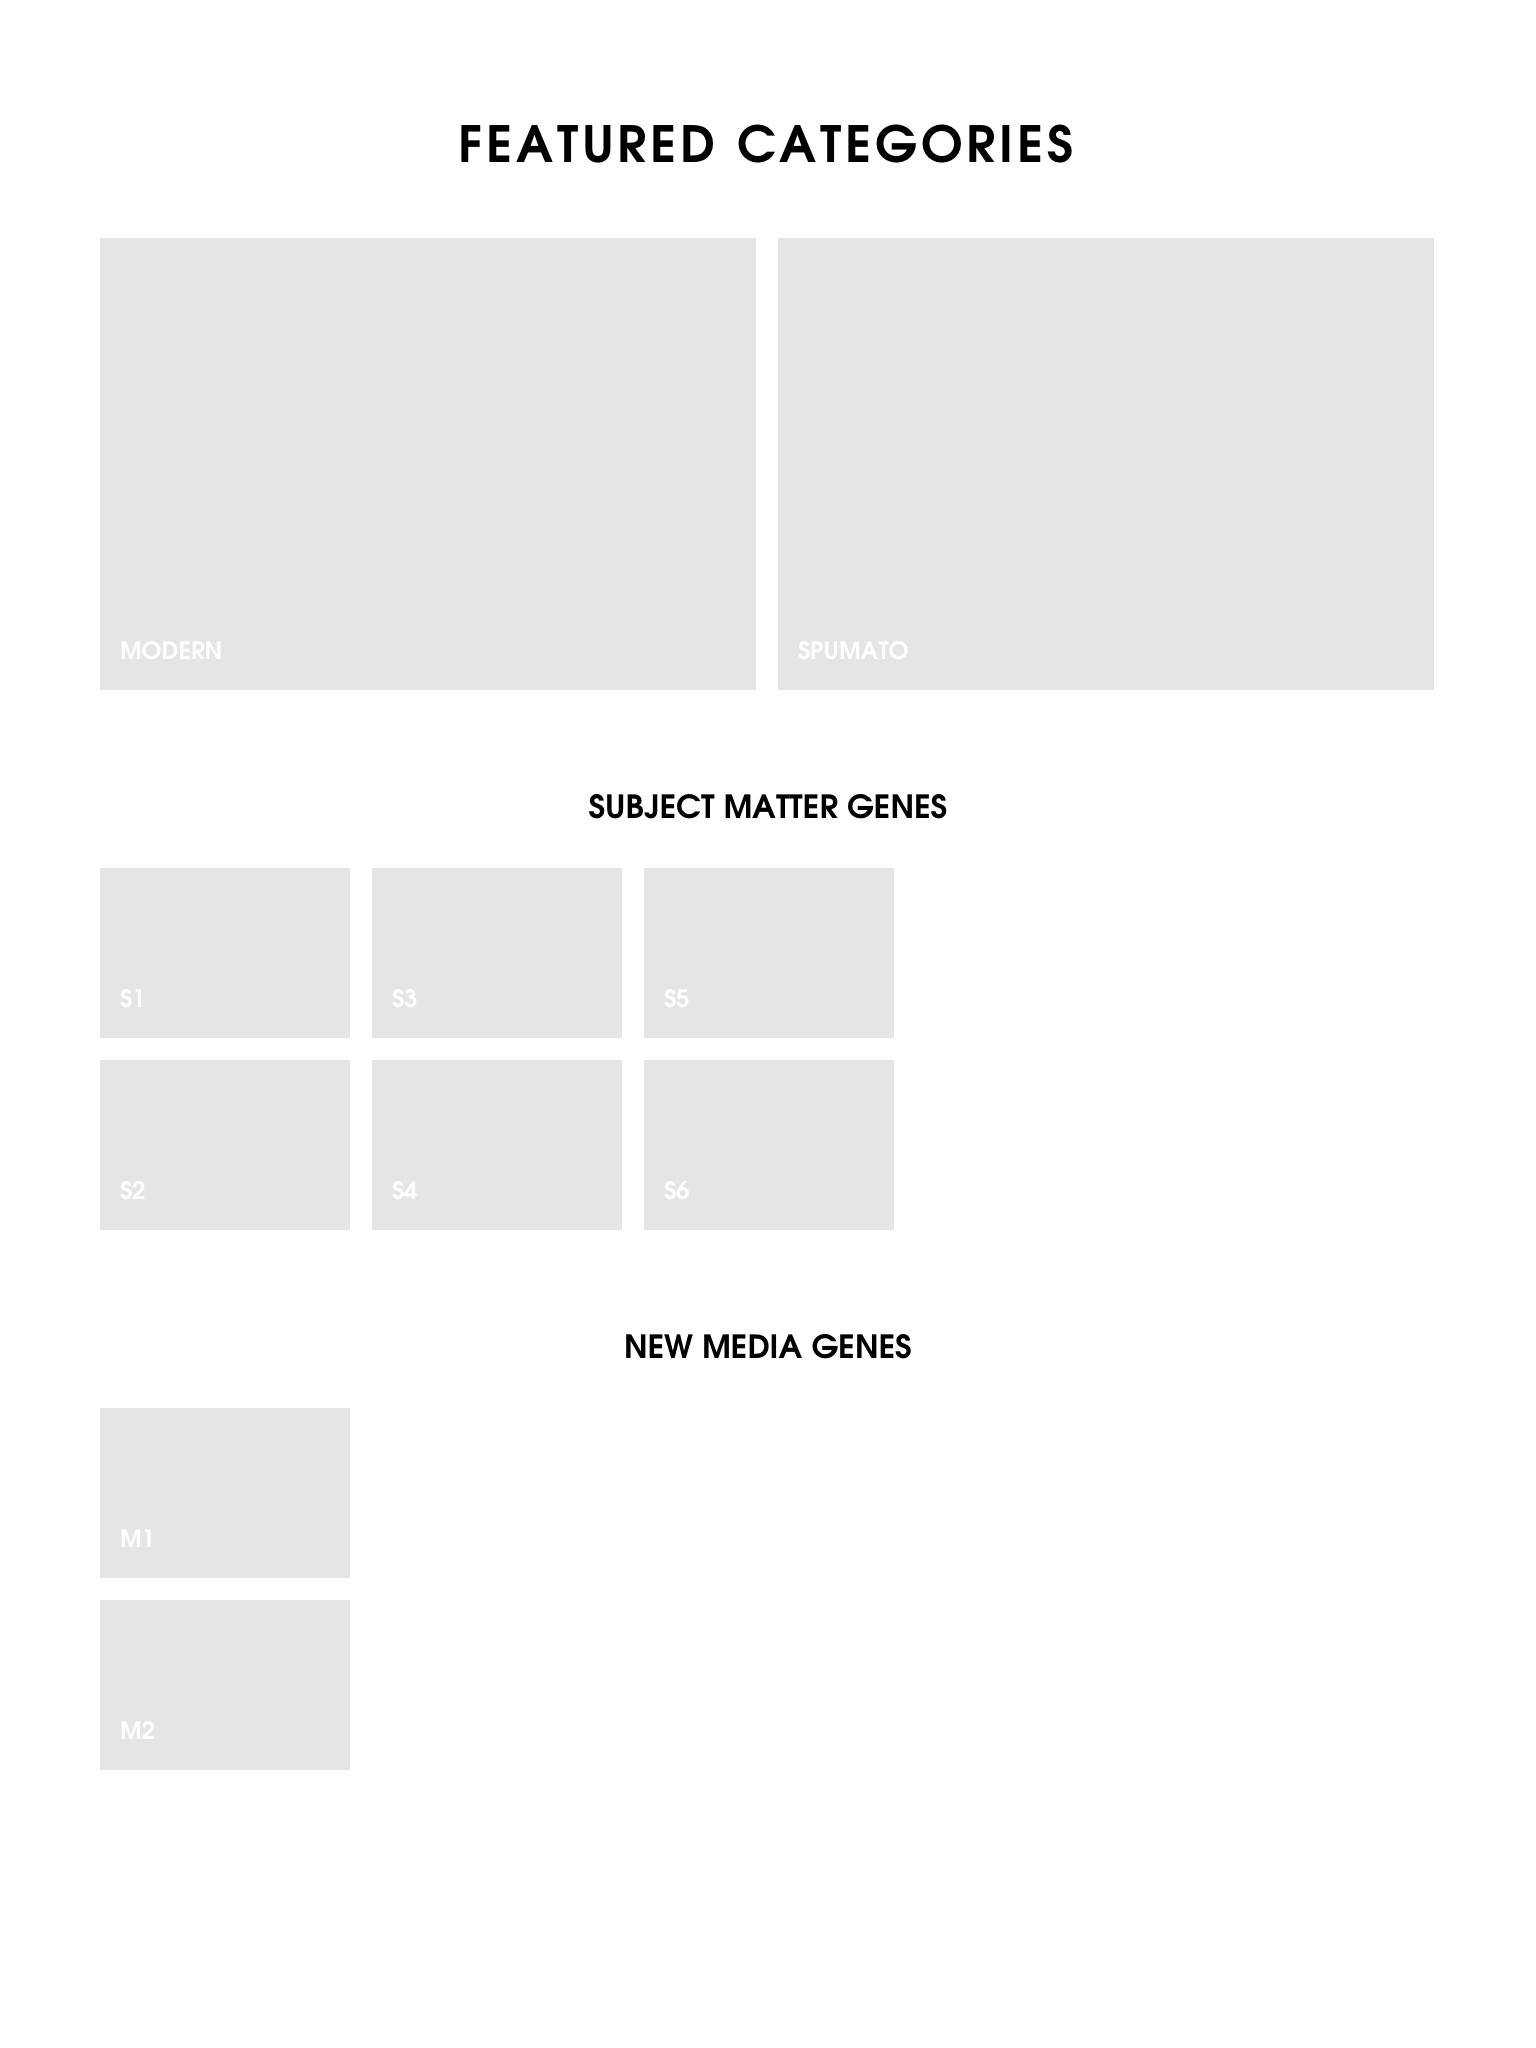 FEATURED CATEGORIES
MODERN
SPUMATO
SUBJECT MATTER GENES
S1
S3
S5
S2
S4
S6
NEW MEDIA GENES
M1
M2